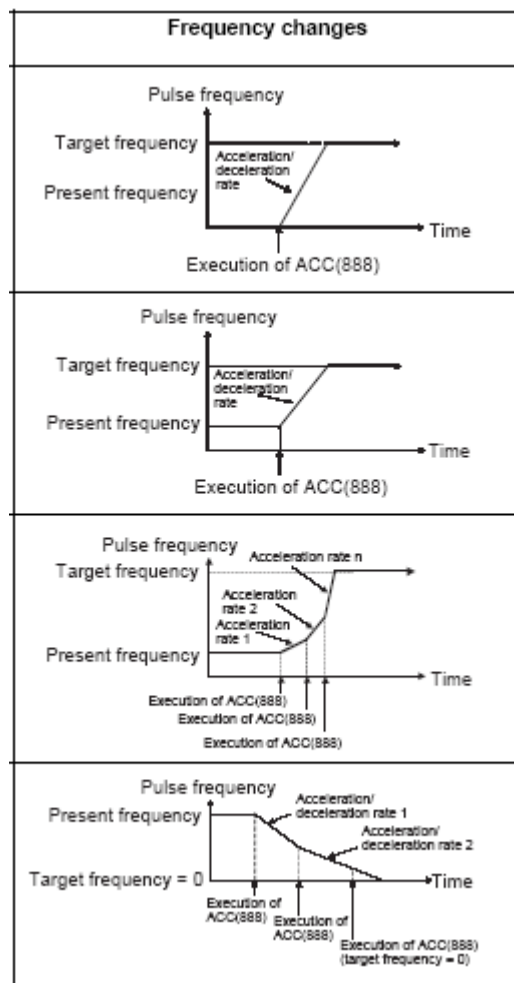 Frequency changes
Pulse frequency
Target frequency
Acceleration/
deceleration
rate
Present frequency
Time
Execution of ACC(888)
Pulse frequency
Target frequency
Acceleration/
deceleration
rate
Present frequency
Time
Execution of ACC(888)
Pulse frequency
Acceleration rate n
Target frequency
Acceleration
rate 2
Acceleration
rate 1
Present frequency
Time
Execution of ACC(888)
Execution of ACC(888)
Execution of ACC(888)
Pulse frequency
Present frequency
Acceleration/
deceleration rate 1
Acceleration/
deceleration rate 2
Target frequency = 0
Time
Execution of
ACC(888)
Execution of
ACC(888)
Execution of ACC(888)
(target frequency = 0)